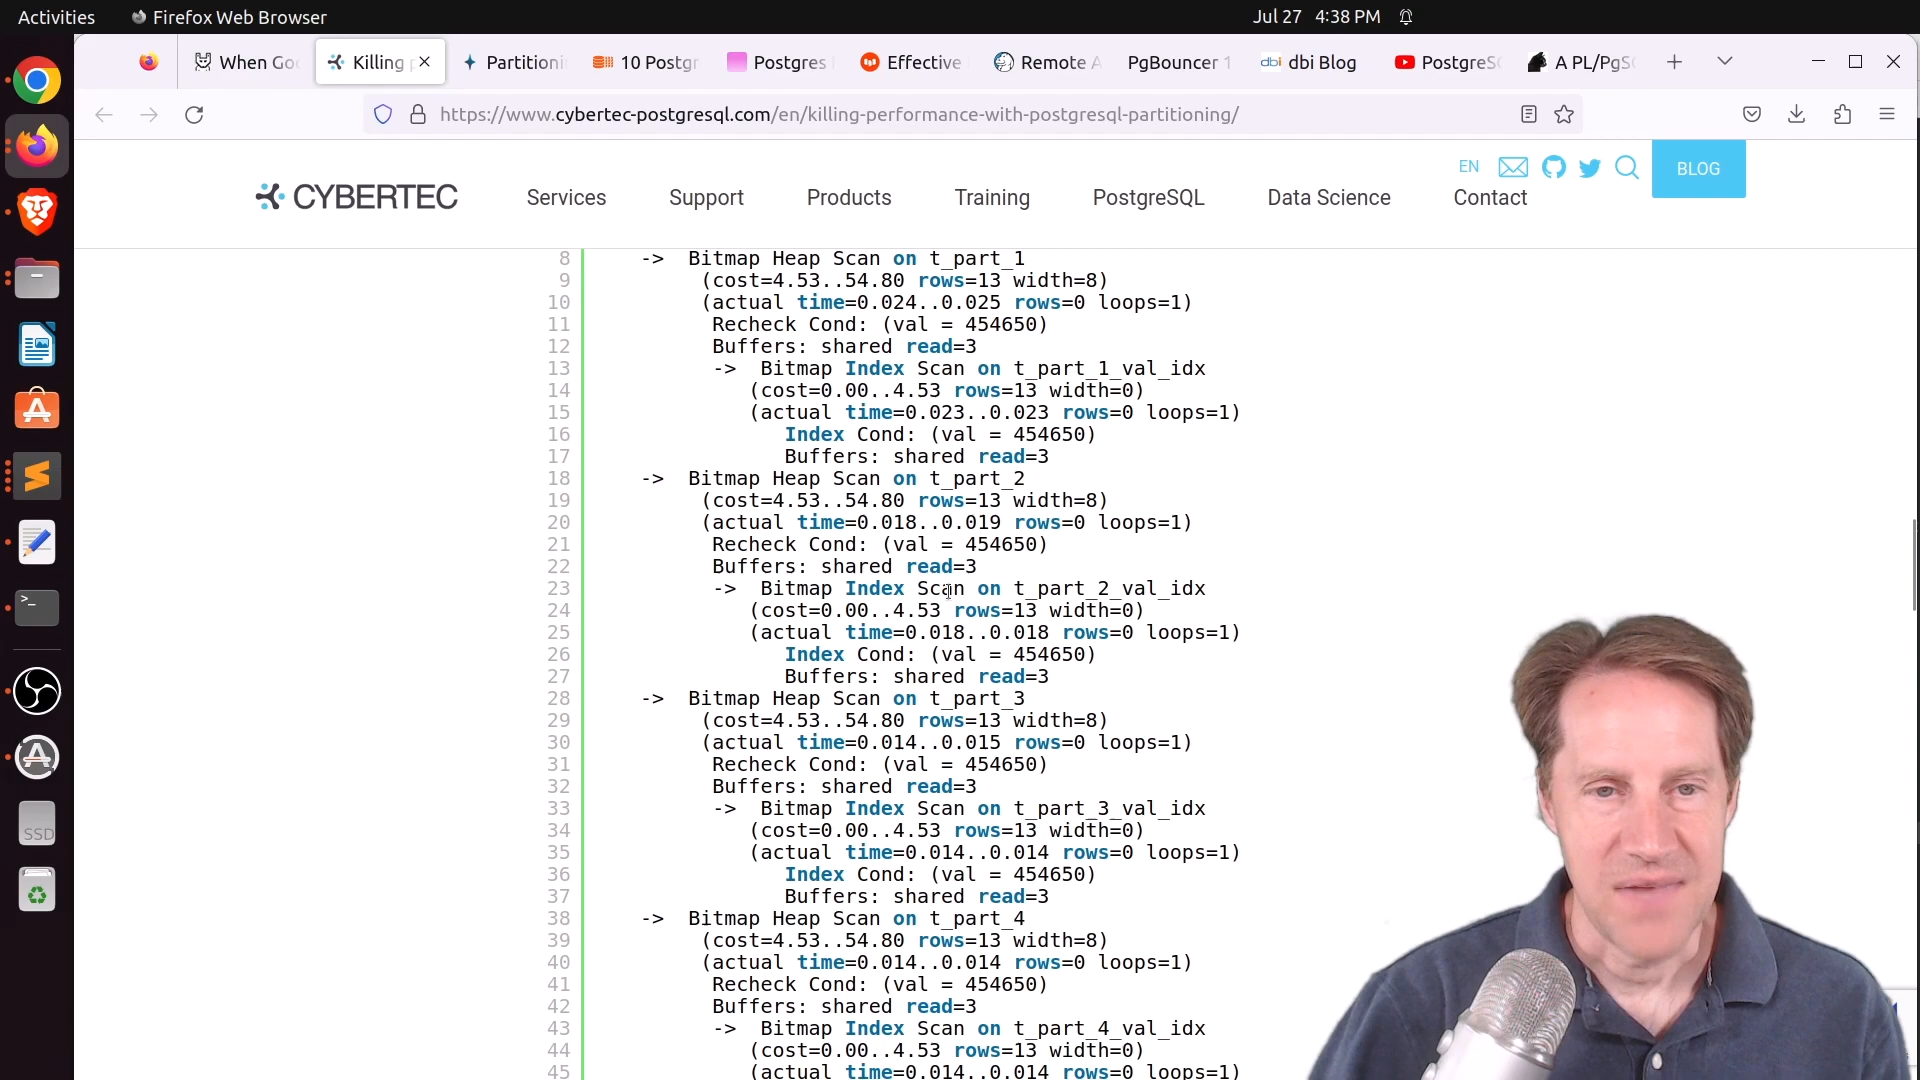 Activities
Firefox Web Browser
Jul 27 4:38 PM
When Go
Killing p
Partitioni
10 Postgr
Postgres
Effective
Remote A
PgBouncer 1
dbi dbi Blog
PostgreSQ
A PL/PgSQ
https://www.cybertec-postgresql.com/en/killing-performance-with-postgresql-partitioning/
EN
BLOG
CYBERTEC
Services
Support
Products
Training
PostgreSQL
Data Science
Contact
8 -> Bitmap Heap Scan on t_part_1
9 (cost=4.53..54.80 rows=13 width=8)
10 (actual time=0.024..0.025 rows=0 loops=1)
11 Recheck Cond: (val = 454650)
12 Buffers: shared read=3
13 -> Bitmap Index Scan on t_part_1_val_idx
14 (cost=0.00..4.53 rows=13 width=0)
15 (actual time=0.023..0.023 rows=0 loops=1)
16 Index Cond: (val = 454650)
17 Buffers: shared read=3
18 -> Bitmap Heap Scan on t_part_2
19 (cost=4.53..54.80 rows=13 width=8)
20 (actual time=0.018..0.019 rows=0 loops=1)
21 Recheck Cond: (val = 454650)
22 Buffers: shared read=3
23 -> Bitmap Index Scan on t_part_2_val_idx
24 (cost=0.00..4.53 rows=13 width=0)
25 (actual time=0.018..0.018 rows=0 loops=1)
26 Index Cond: (val = 454650)
27 Buffers: shared read=3
28 -> Bitmap Heap Scan on t_part_3
29 (cost=4.53..54.80 rows=13 width=8)
30 (actual time=0.014..0.015 rows=0 loops=1)
31 Recheck Cond: (val = 454650)
32 Buffers: shared read=3
33 -> Bitmap Index Scan on t_part_3_val_idx
34 (cost=0.00..4.53 rows=13 width=0)
35 (actual time=0.014..0.014 rows=0 loops=1)
36 Index Cond: (val = 454650)
37 Buffers: shared read=3
38 -> Bitmap Heap Scan on t_part_4
39 (cost=4.53..54.80 rows=13 width=8)
40 (actual time=0.014..0.014 rows=0 loops=1)
41 Recheck Cond: (val = 454650)
42 Buffers: shared read=3
43 -> Bitmap Index Scan on t_part_4_val_idx
44 (cost=0.00..4.53 rows=13 width=0)
45 (actual time=0.014..0.014 rows=0 loops=1)
SSD